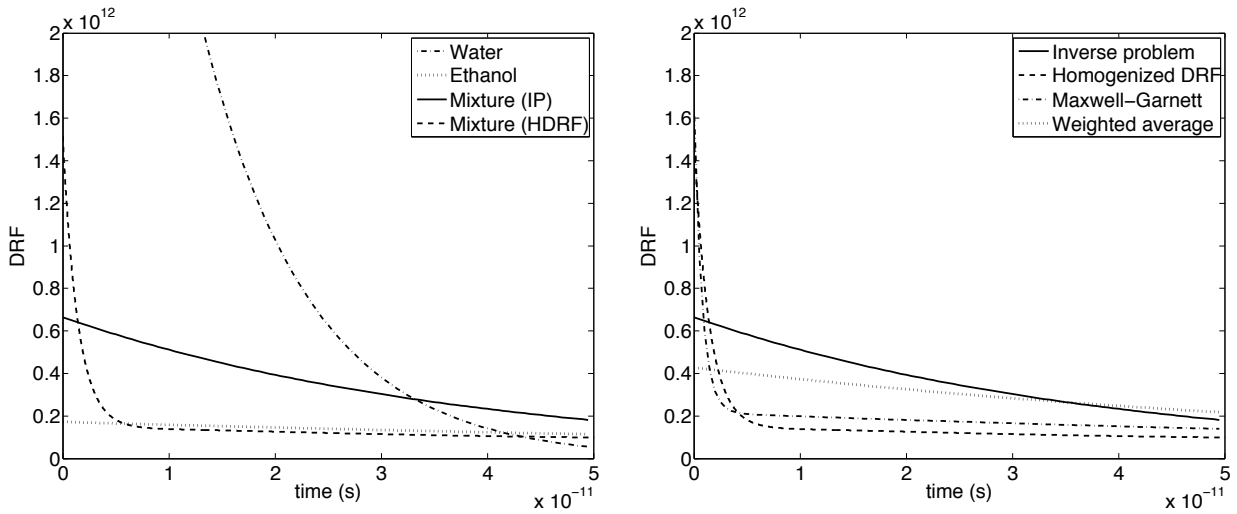 x 10^12
2
1.8
1.6
1.4
1.2
1
0.8
0.6
0.4
0.2
0
DRF
Water
Ethanol
Mixture (IP)
Mixture (HDRF)
0 1 2 3 4 5
time (s)
x 10^−11
x 10^12
2
1.8
1.6
1.4
1.2
1
0.8
0.6
0.4
0.2
0
DRF
Inverse problem
Homogenized DRF
Maxwell−Garnett
Weighted average
0 1 2 3 4 5
time (s)
x 10^−11